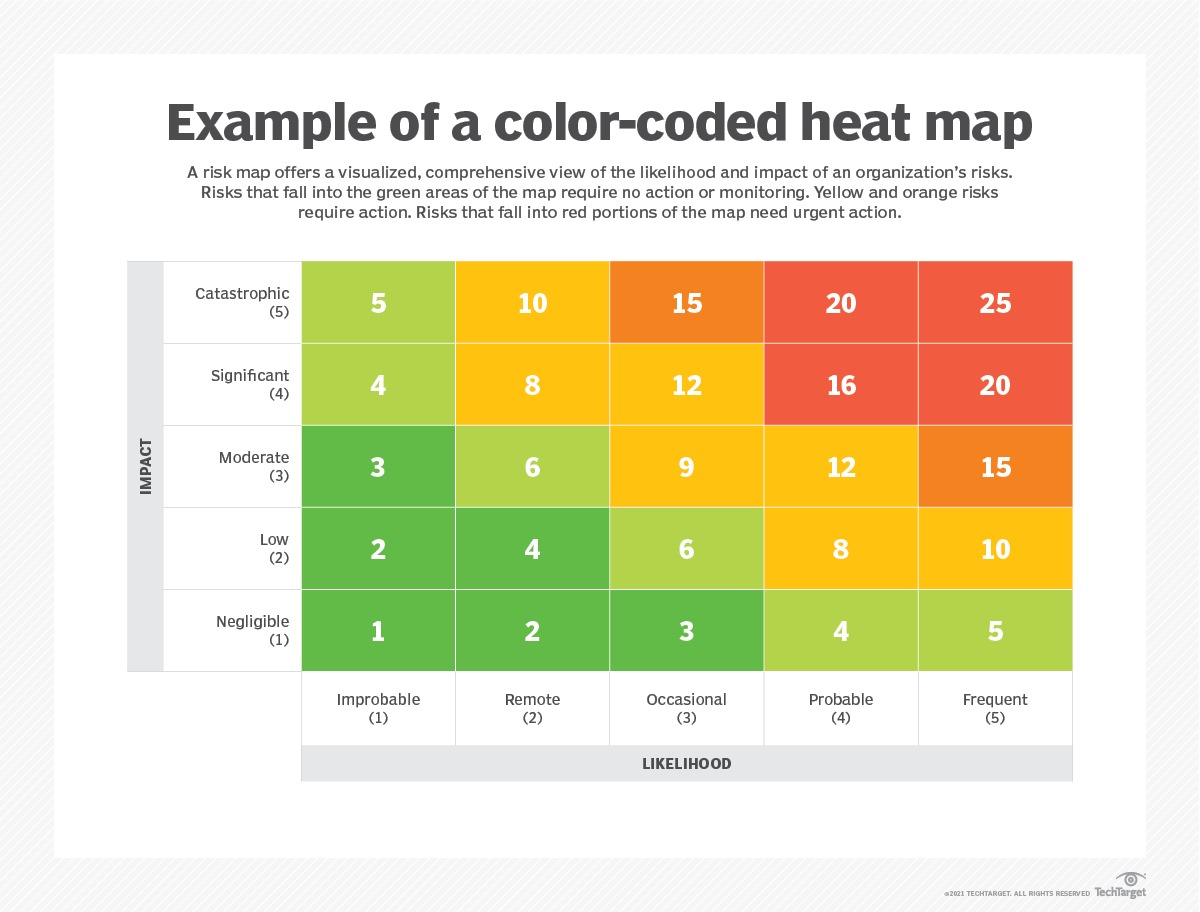 Example of a color-coded heat map
A risk map offers a visualized, comprehensive view of the likelihood and impact of an organization's risks.
Risks that fall into the green areas of the map require no action or monitoring. Yellow and orange risks
require action. Risks that fall into red portions of the map need urgent action.
IMPACT
Catastrophic
(5)
5 10 15 20 25
Significant
(4)
4 8 12 16 20
Moderate
(3)
3 6 9 12 15
Low
(2)
2 4 6 8 10
Negligible
(1)
1 2 3 4 5
Improbable Remote Occasional Probable Frequent
(1) (2) (3) (4) (5)
LIKELIHOOD
©2021 TECHTARGET. ALL RIGHTS RESERVED TechTarget